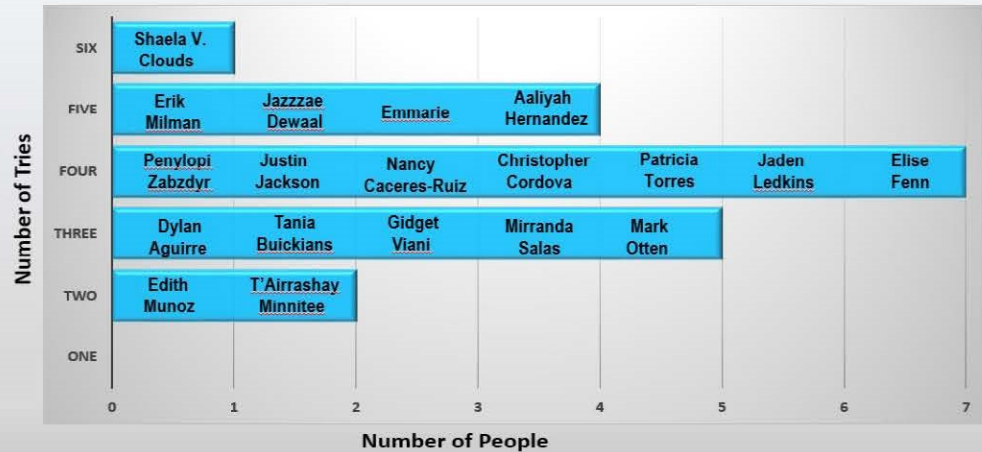 Number of Tries
SIX
Shaela V.
Clouds
FIVE
Erik
Milman
Jazzzae
Dewaal
Emmarie
Aaliyah
Hernandez
FOUR
Penylopi
Zabzdyr
Justin
Jackson
Nancy
Caceres-Ruiz
Christopher
Cordova
Patricia
Torres
Jaden
Ledkins
Elise
Fenn
THREE
Dylan
Aguirre
Tania
Buickians
Gidget
Viani
Mirranda
Salas
Mark
Otten
TWO
Edith
Munoz
T'Airrashay
Minnitee
ONE
0 1 2 3 4 5 6 7
Number of People